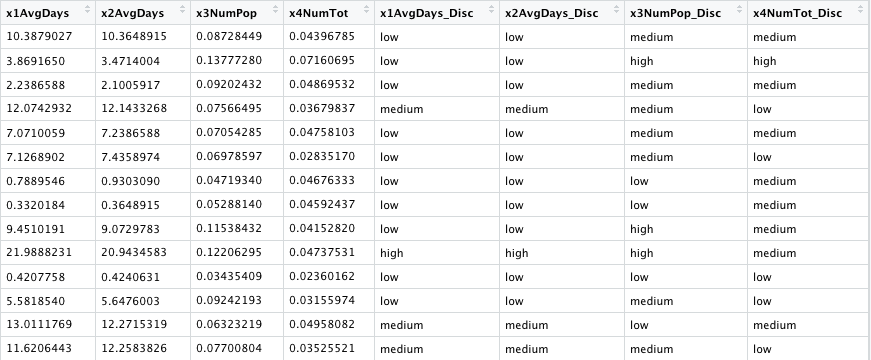 x1AvgDays x2AvgDays x3NumPop x4NumTot x1AvgDays_Disc x2AvgDays_Disc x3NumPop_Disc x4NumTot_Disc
10.3879027 10.3648915 0.08728449 0.04396785 low low medium medium
3.8691650 3.4714004 0.13777280 0.07160695 low low high high
2.2386588 2.1005917 0.09202432 0.04869532 low low medium medium
12.0742932 12.1433268 0.07566495 0.03679837 medium medium medium low
7.0710059 7.2386588 0.07054285 0.04758103 low low medium medium
7.1268902 7.4358974 0.06978597 0.02835170 low low medium low
0.7889546 0.9303090 0.04719340 0.04676333 low low low medium
0.3320184 0.3648915 0.05288140 0.04592437 low low low medium
9.4510191 9.0729783 0.11538432 0.04152820 low low high medium
21.9888231 20.9434583 0.12206295 0.04737531 high high high medium
0.4207758 0.4240631 0.03435409 0.02360162 low low low low
5.5818540 5.6476003 0.09242193 0.03155974 low low medium low
13.0111769 12.2715319 0.06323219 0.04958082 medium medium low medium
11.6206443 12.2583826 0.07700804 0.03525521 medium medium medium low